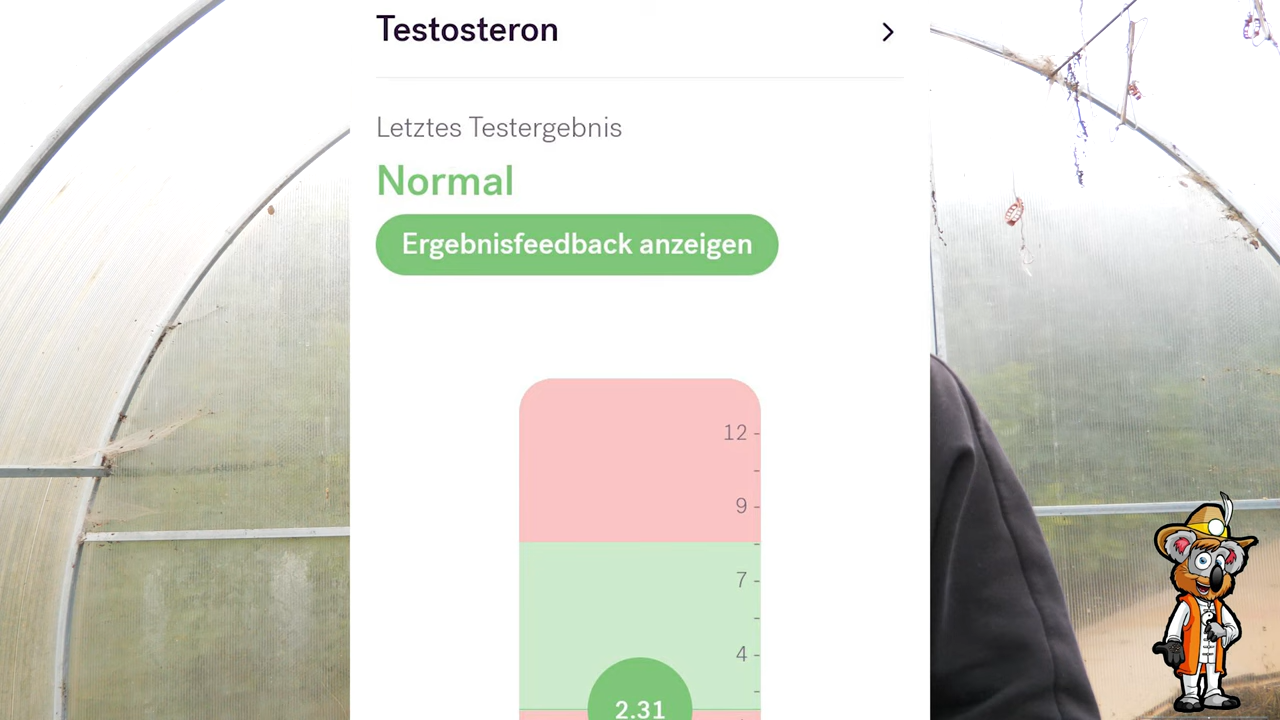 Testosteron
Letztes Testergebnis
Normal
Ergebnisfeedback anzeigen
12
9
7
4
2.31